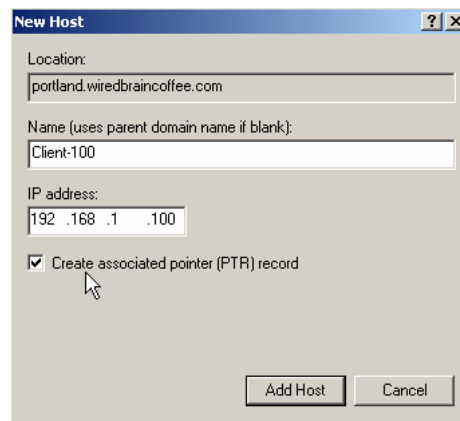 New Host
Location:
portland.wiredbraincoffee.com
Name (uses parent domain name if blank):
Client-100
IP address:
192 .168 .1 .100
Create associated pointer (PTR) record
Add Host Cancel